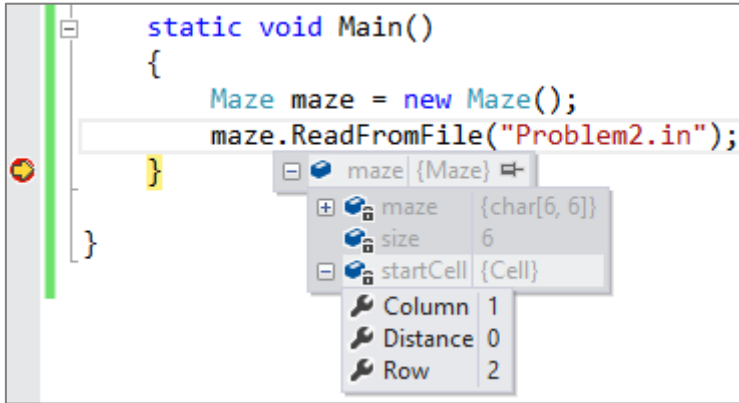 static void Main()
{
Maze maze = new Maze();
maze.ReadFromFile("Problem2.in");
}
maze {Maze}
maze {char[6, 6]}
size 6
startCell {Cell}
Column 1
Distance 0
Row 2
}